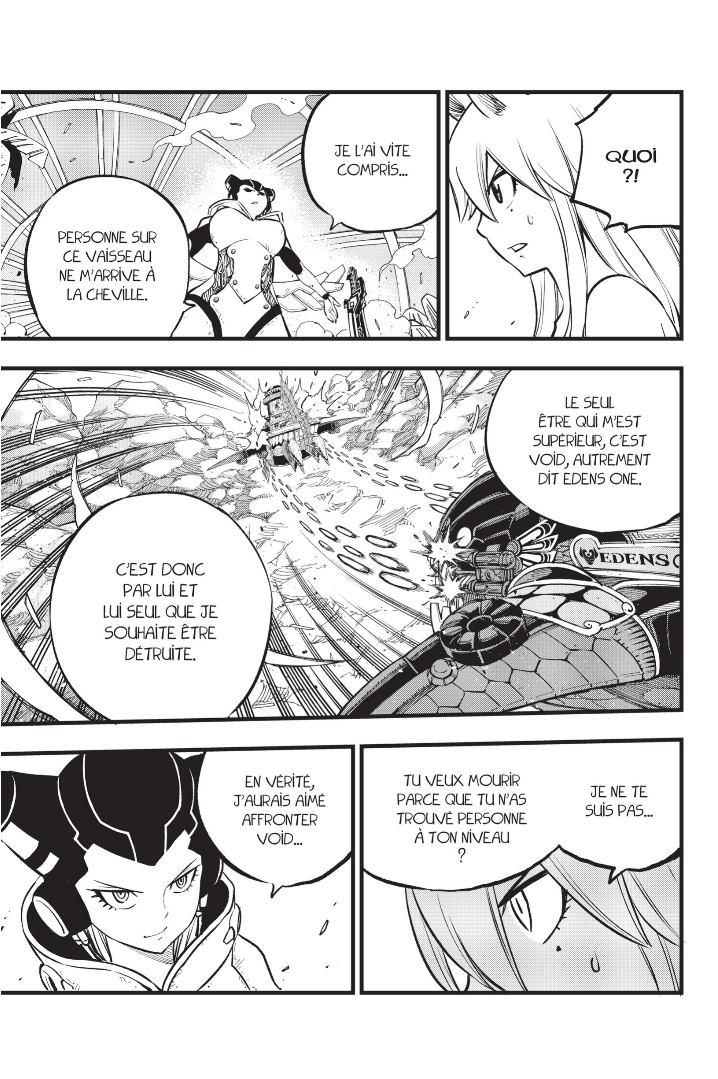 QUOI
?!
JE L'AI VITE
COMPRIS...
PERSONNE SUR
CE VAISSEAU
NE M'ARRIVE À
LA CHEVILLE.
LE SEUL
ÊTRE QUI M'EST
SUPÉRIEUR, C'EST
VOID, AUTREMENT
DIT EDENS ONE.
EDENS
C'EST DONC
PAR LUI ET
LUI SEUL QUE JE
SOUHAITE ÊTRE
DÉTRUITE.
JE NE TE
SUIS PAS...
TU VEUX MOURIR
PARCE QUE TU N'AS
TROUVÉ PERSONNE
À TON NIVEAU
?
EN VÉRITÉ,
J'AURAIS AIMÉ
AFFRONTER
VOID...